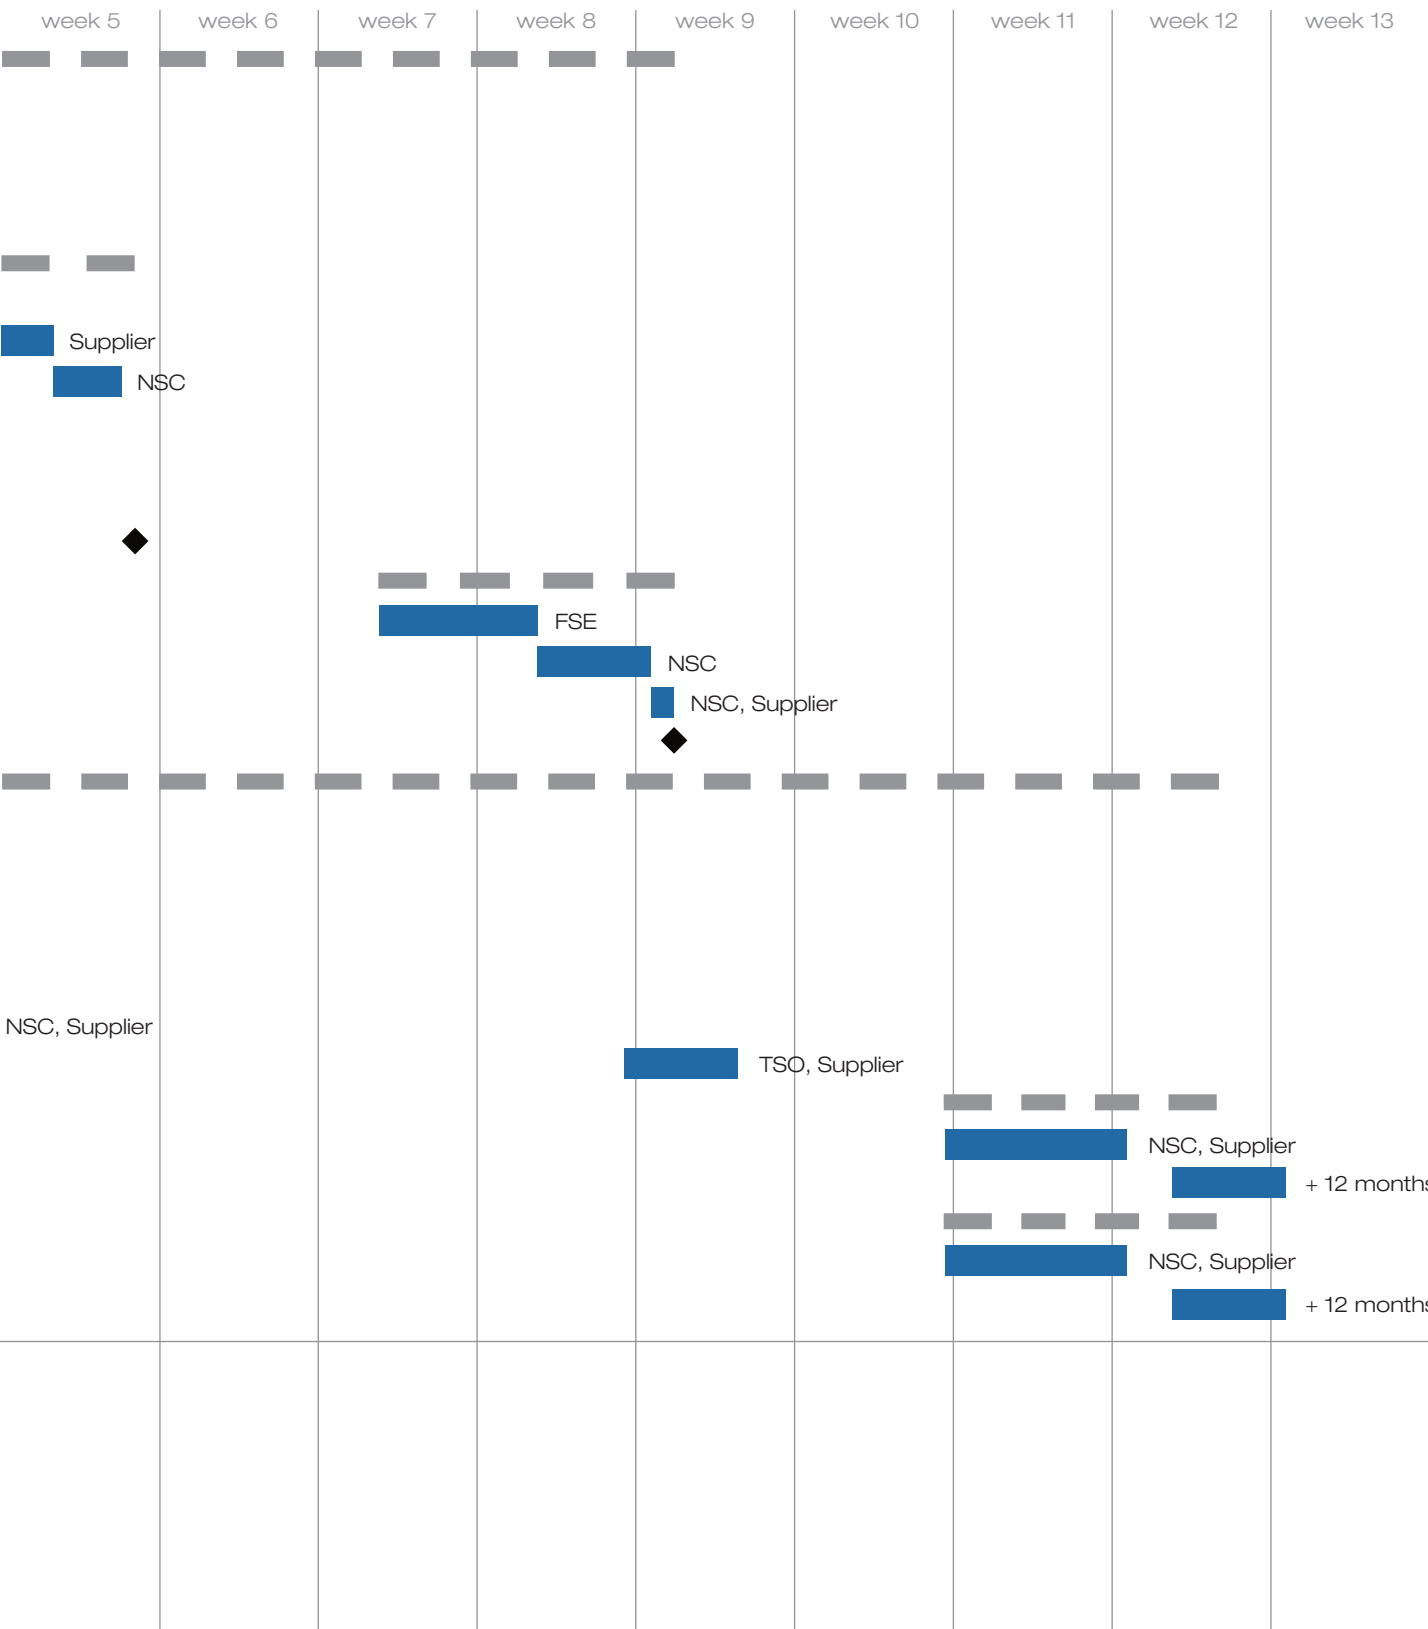 week 5 week 6 week 7 week 8 week 9 week 10 week 11 week 12 week 13
Supplier
NSC
FSE
NSC
NSC, Supplier
NSC, Supplier
TSO, Supplier
NSC, Supplier
+ 12 months
NSC, Supplier
+ 12 months